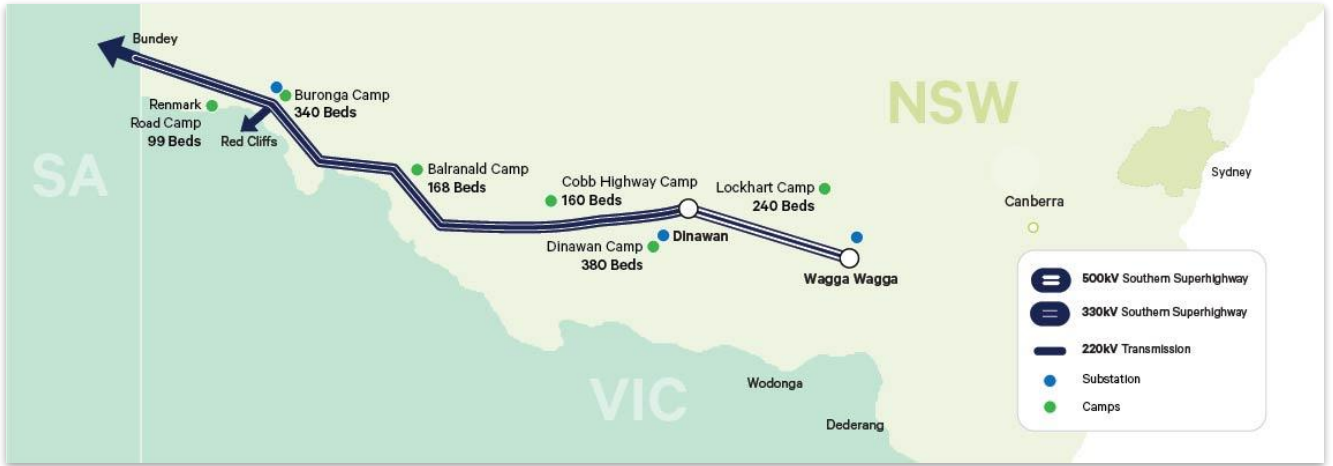 Bundey
NSW
Buronga Camp
340 Beds
Renmark
Road Camp
99 Beds
Red Cliffs
SA
Balranald Camp
168 Beds
Cobb Highway Camp
160 Beds
Lockhart Camp
240 Beds
Sydney
Canberra
Dinawan
Dinawan Camp
380 Beds
Wagga Wagga
500kV Southern Superhighway
330kV Southern Superhighway
220kV Transmission
Substation
Camps
VIC
Wodonga
Dederang